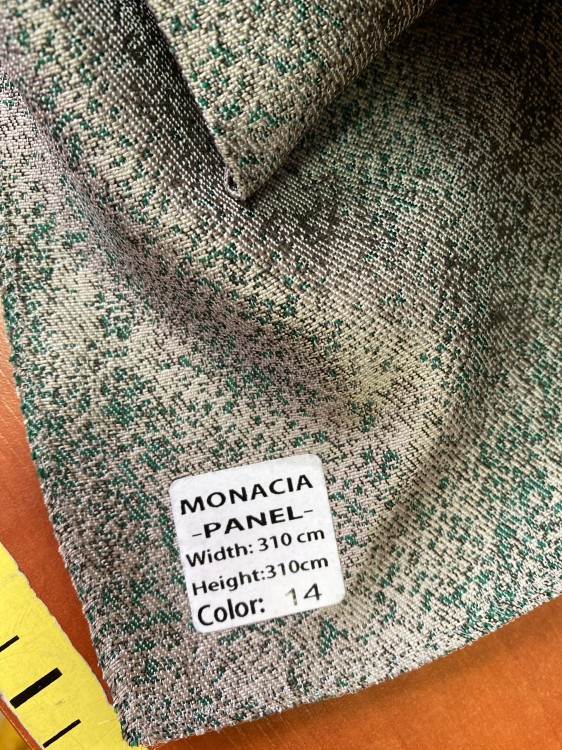 MONACIA
-PANEL-
Width: 310 cm
Height:310cm
Color: 14